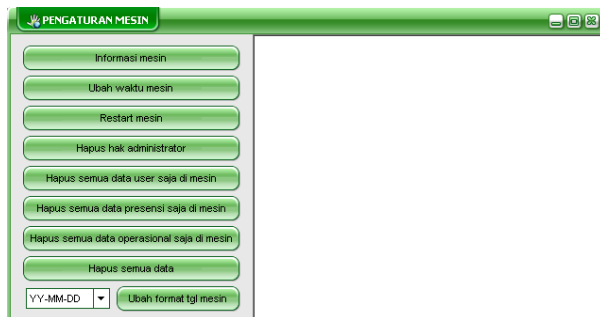 PENGATURAN MESIN
Informasi mesin
Ubah waktu mesin
Restart mesin
Hapus hak administrator
Hapus semua data user saja di mesin
Hapus semua data presensi saja di mesin
Hapus semua data operasional saja di mesin
Hapus semua data
YY-MM-DD Ubah format tgl mesin